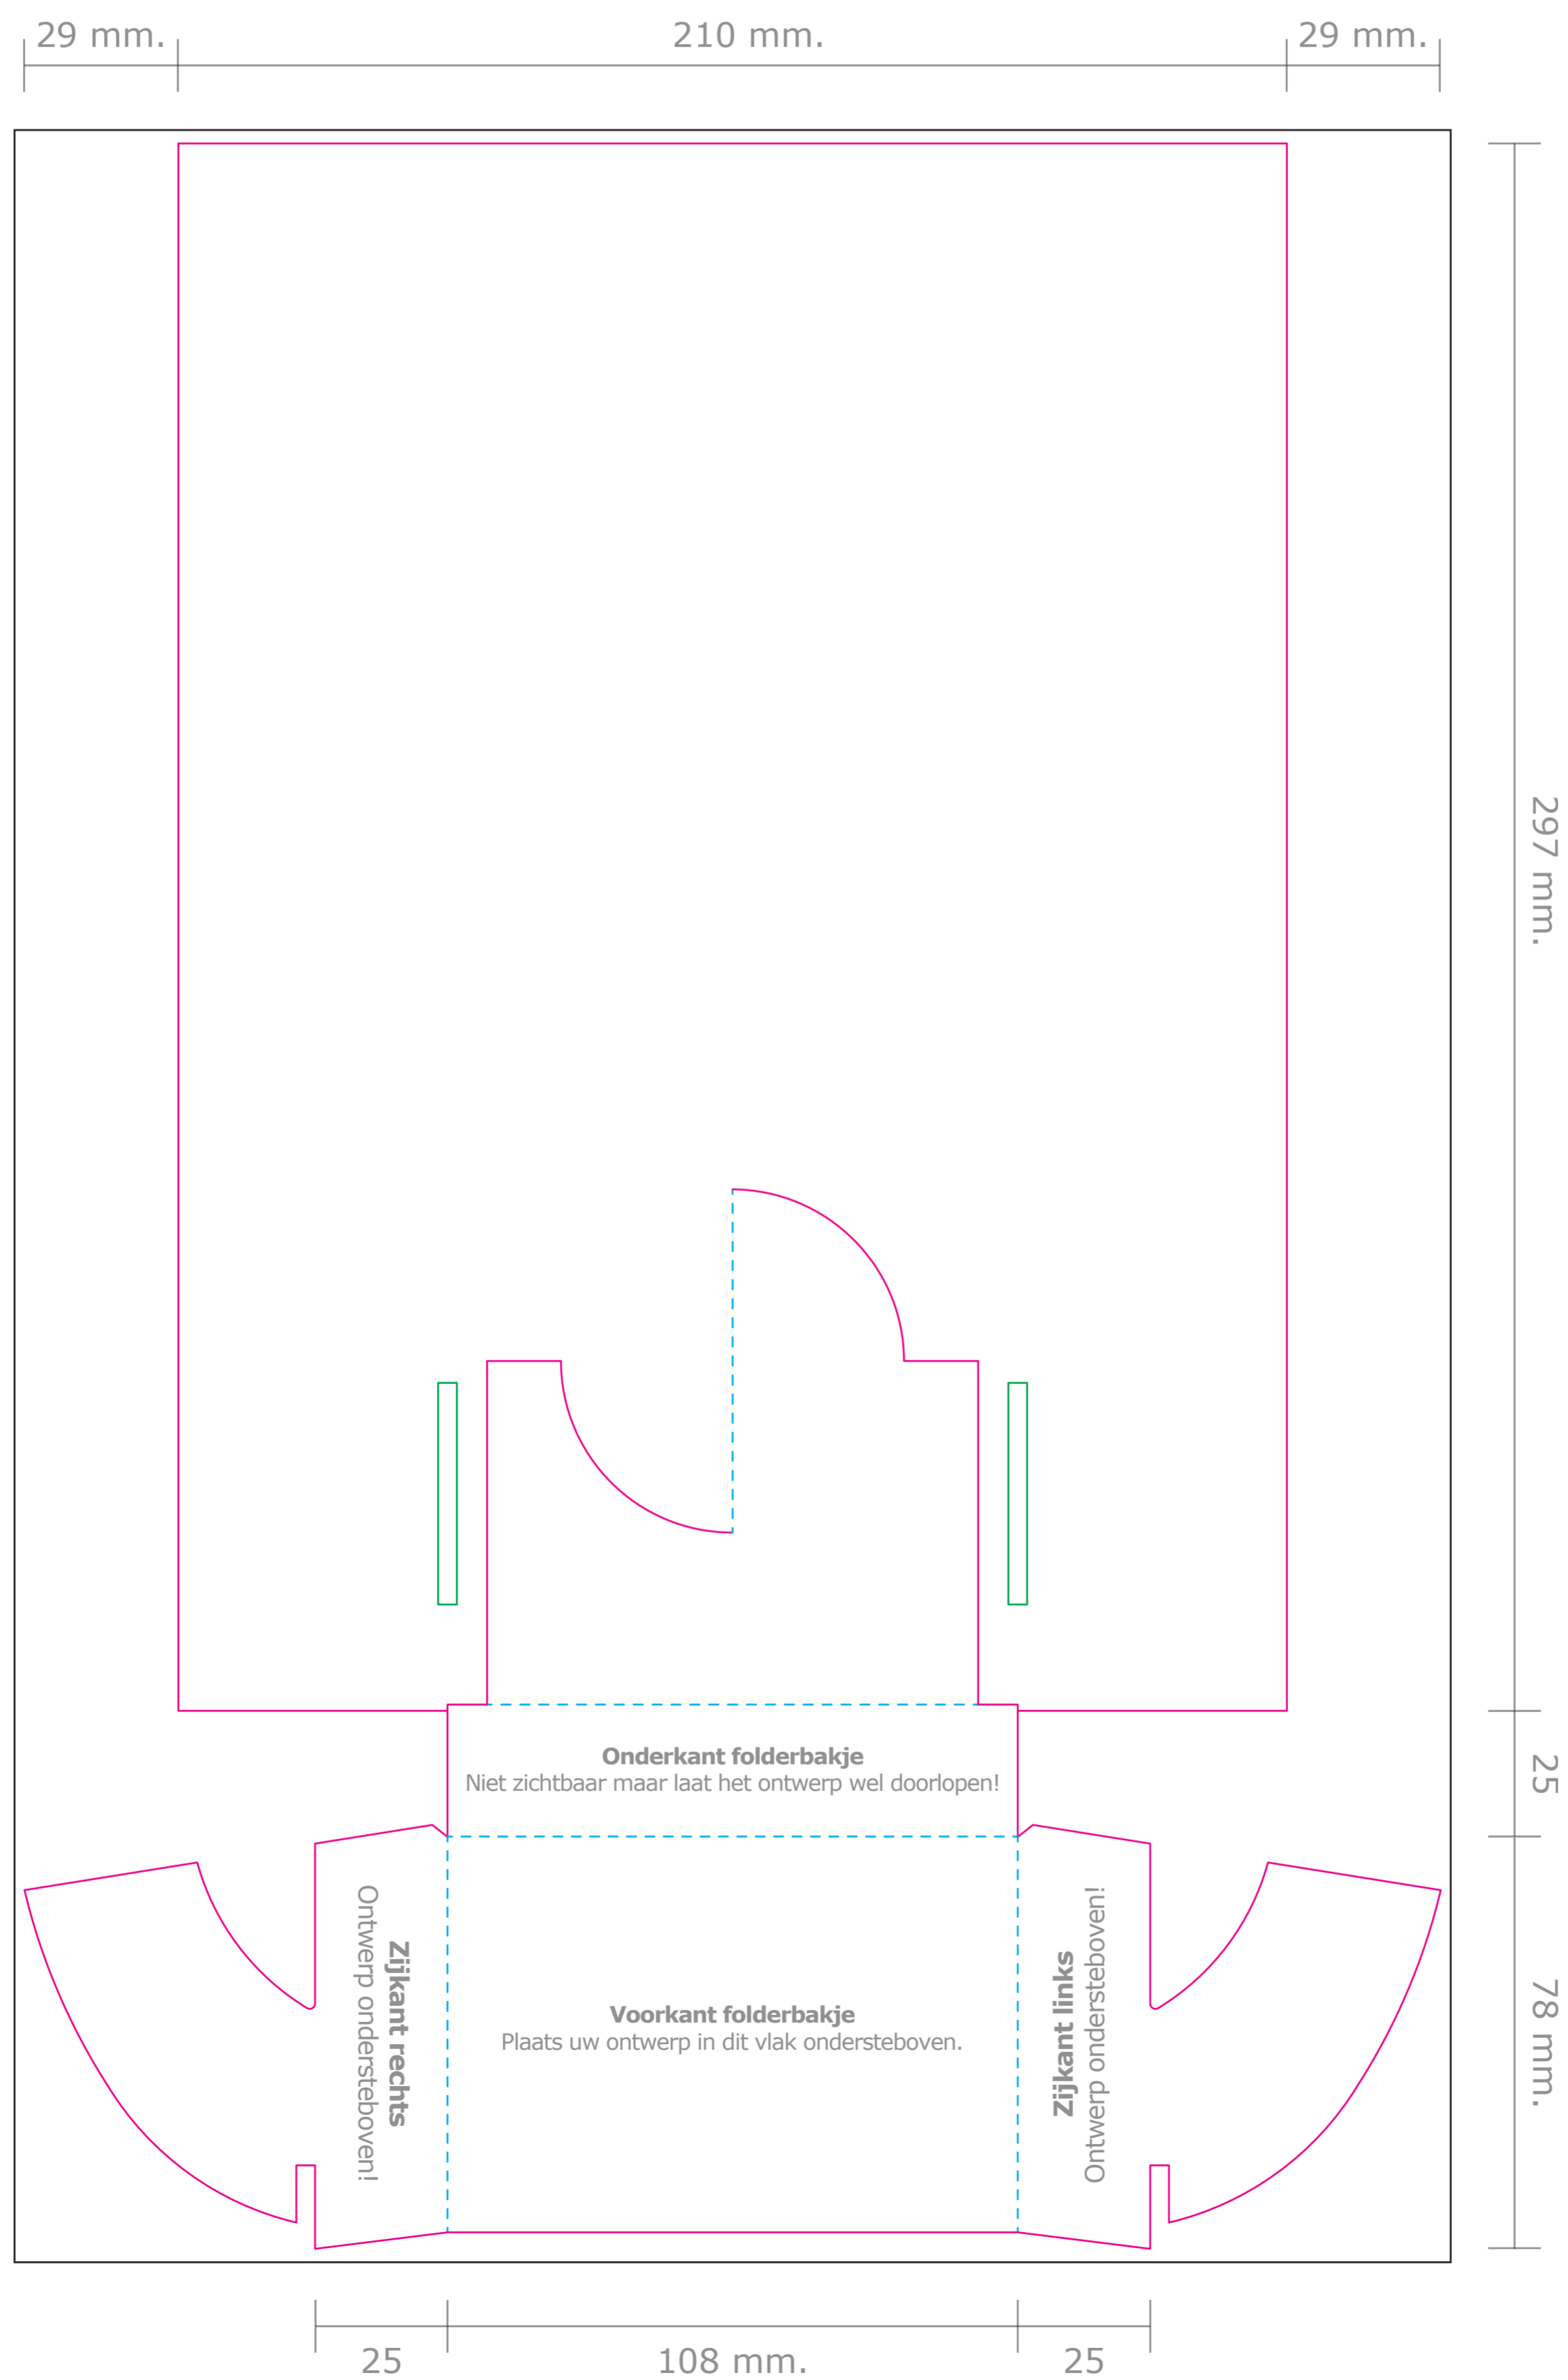 29 mm.
210 mm.
29 mm.
297 mm.
25
78 mm.
Onderkant folderbakje
Niet zichtbaar maar laat het ontwerp wel doorlopen!
Zijkant rechts
Ontwerp ondersteboven!
Voorkant folderbakje
Plaats uw ontwerp in dit vlak ondersteboven.
Zijkant links
Ontwerp ondersteboven!
25
108 mm.
25